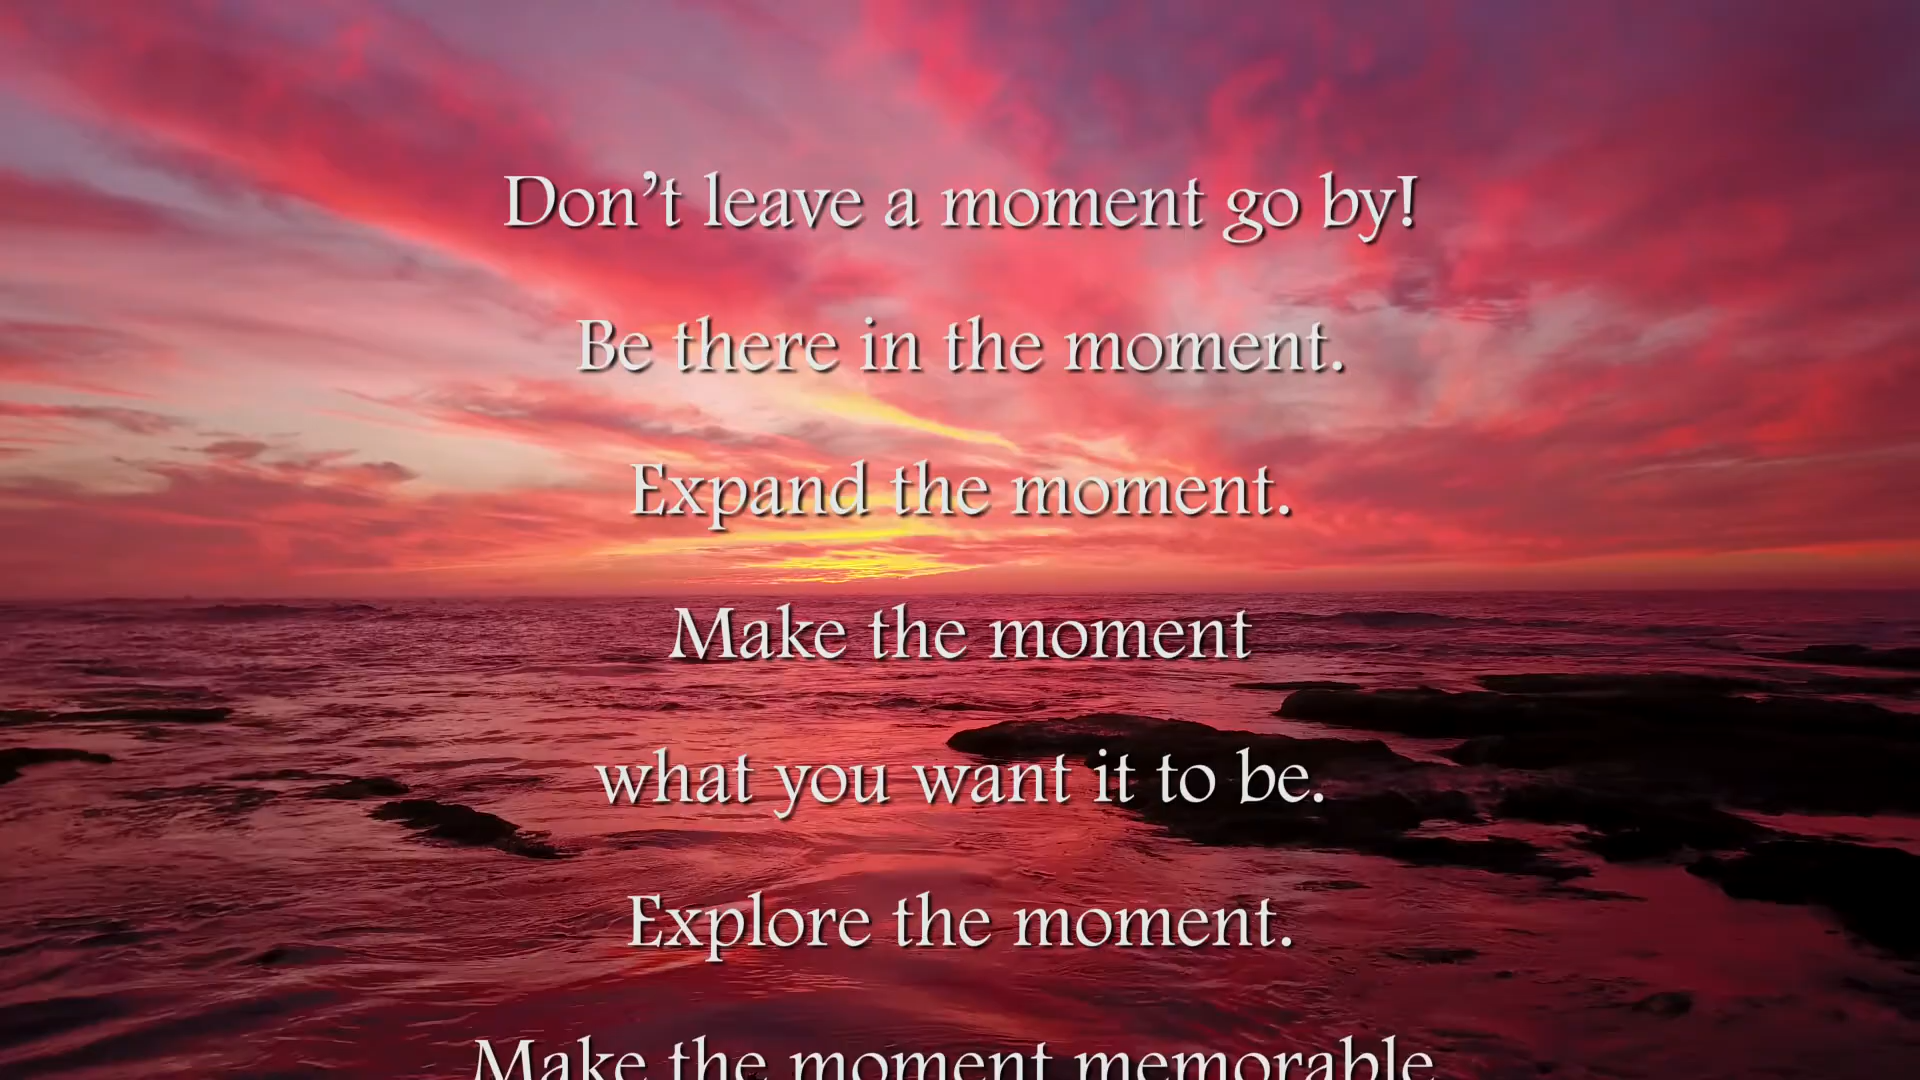 Don’t leave a moment go by!
Be there in the moment.
Expand the moment.
Make the moment
what you want it to be.
Explore the moment.
Make the moment memorable